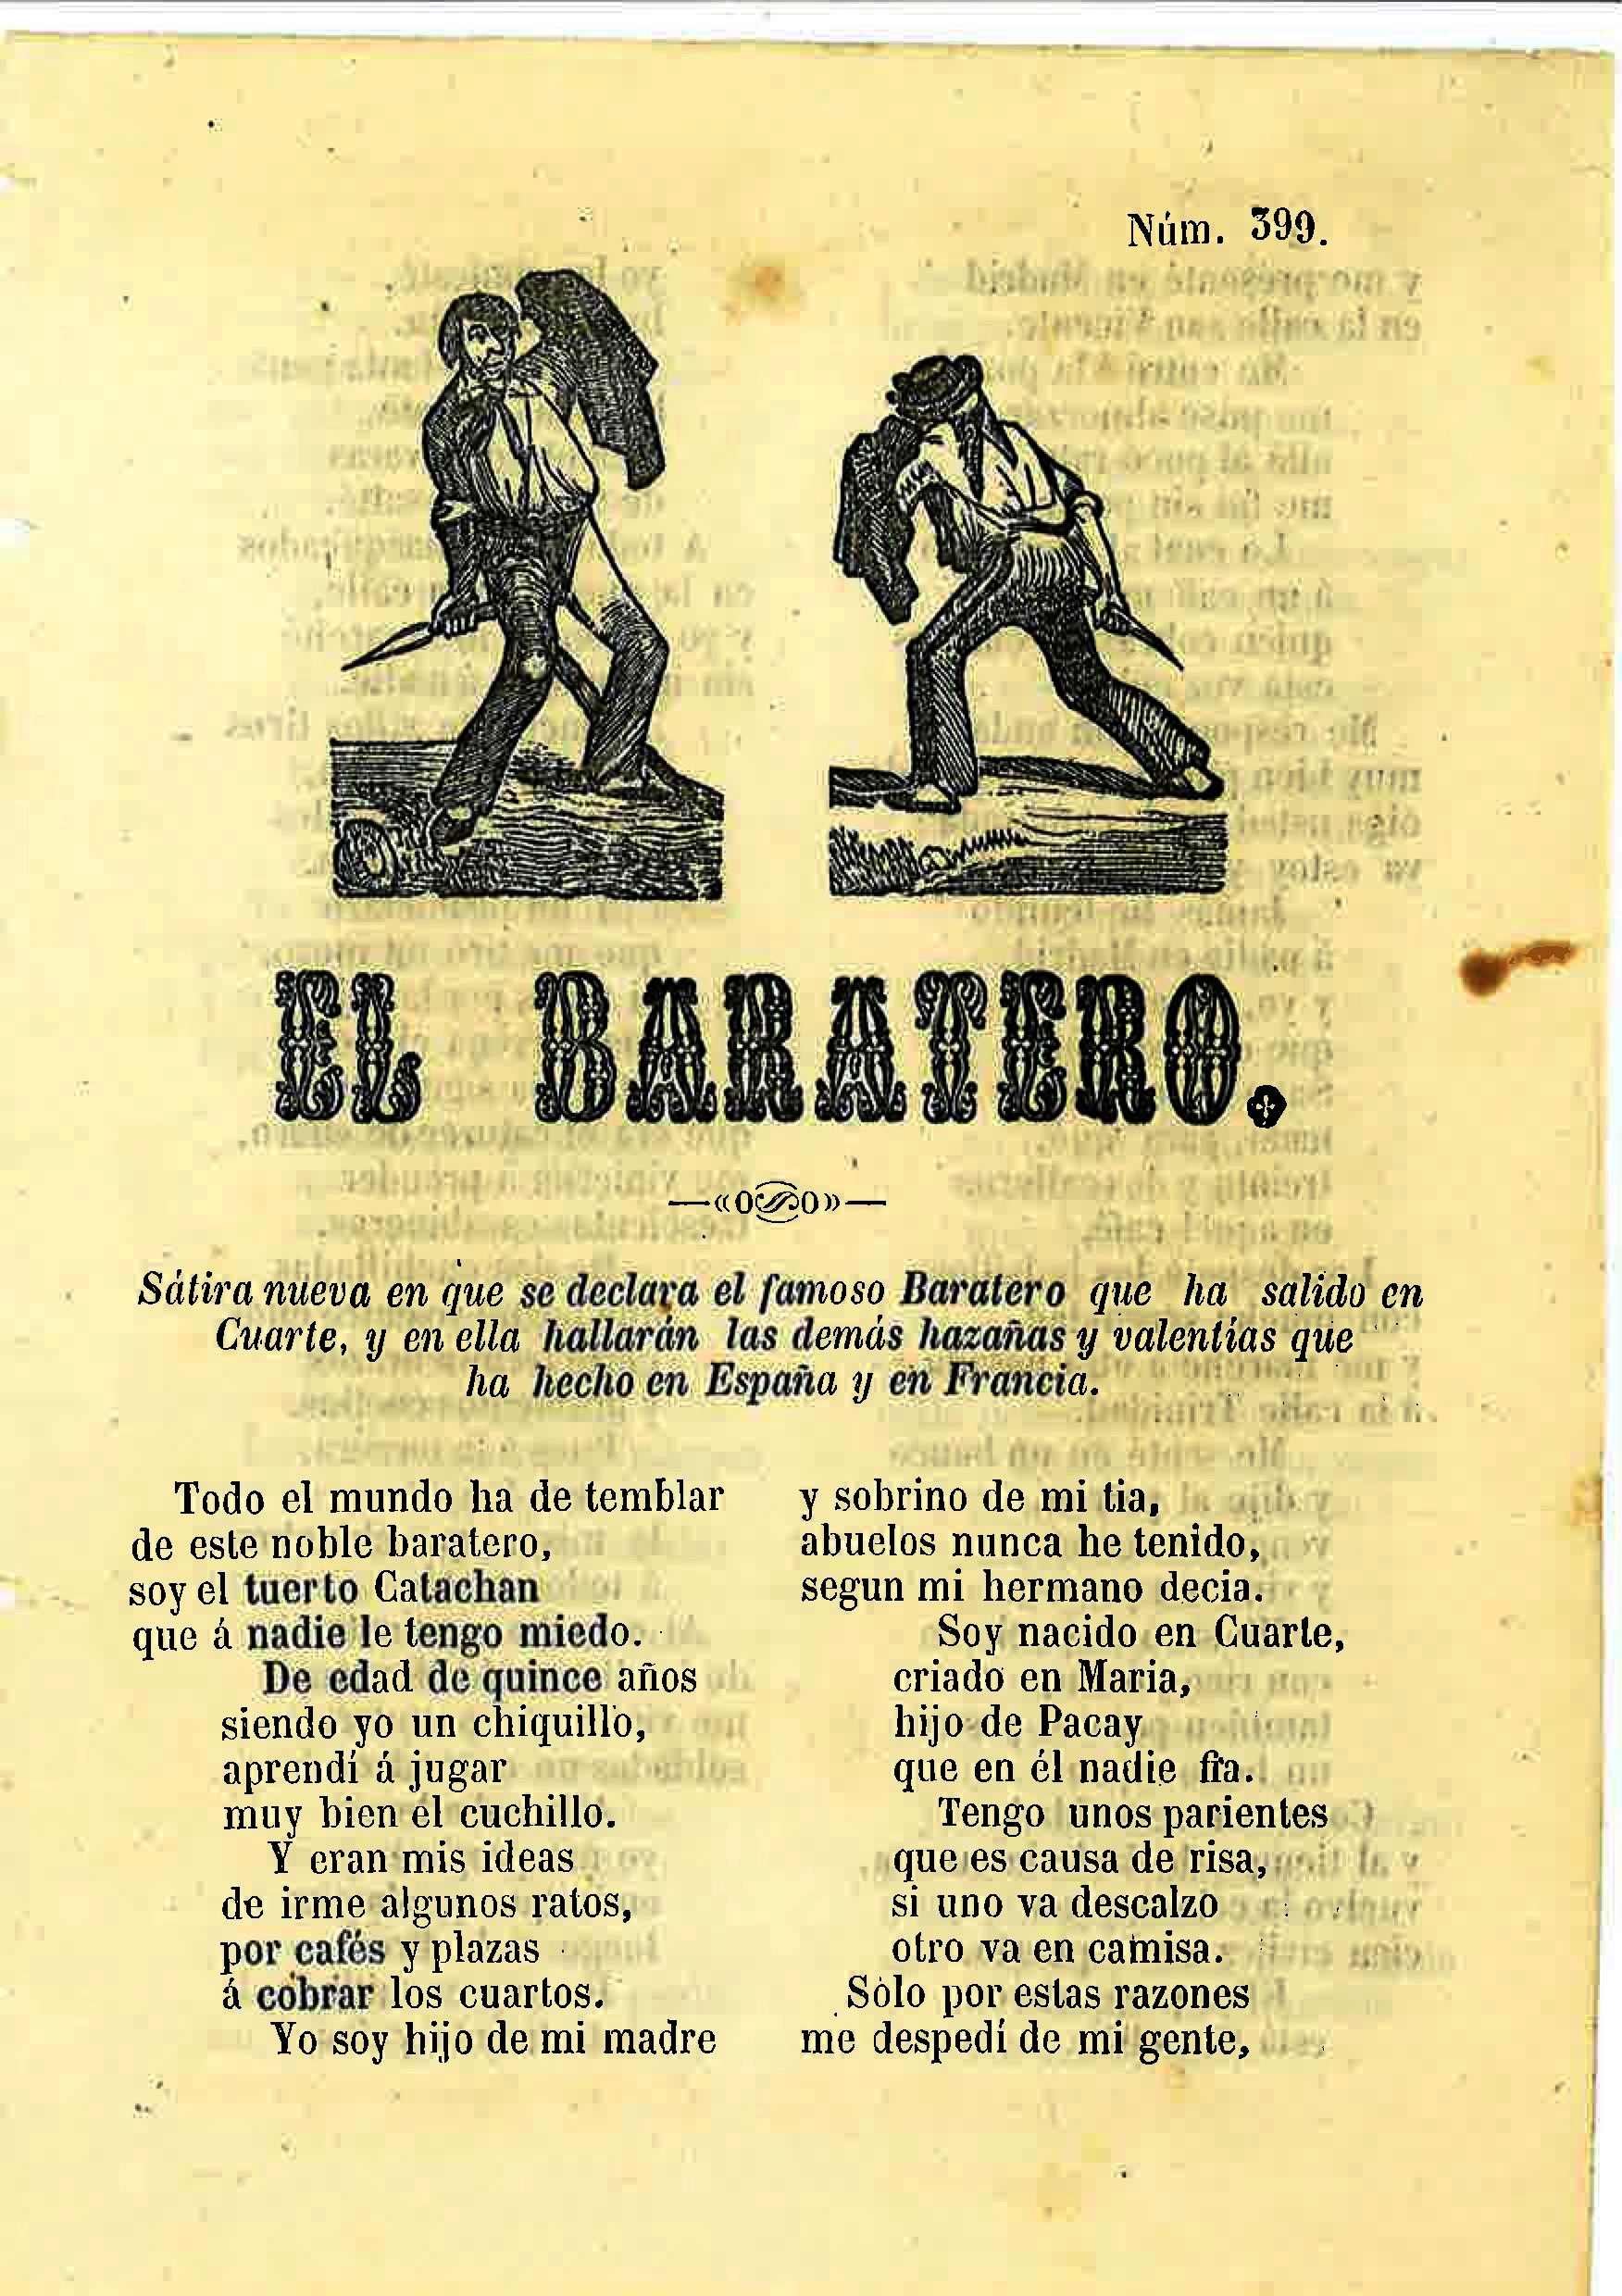 Núm. 399.
EL BARATERO.
Sátira nueva en que se declara el famoso Baratero que ha salido en
Cuarte, y en ella hallarán las demás hazañas y valentías que
ha hecho en España y en Francia.
Todo el mundo ha de temblar
de este noble baratero,
soy el tuerto Catachan
que á nadie le tengo miedo.
De edad de quince años
siendo yo un chiquillo,
aprendí á jugar
muy bien el cuchillo.
Y eran mis ideas
de irme algunos ratos,
por cafés y plazas
á cobrar los cuartos.
Yo soy hijo de mi madre
y sobrino de mi tia,
abuelos nunca he tenido,
segun mi hermano decia.
Soy nacido en Cuarte,
criado en Maria,
hijo de Pacay
que en él nadie fia.
Tengo unos parientes
que es causa de risa,
si uno va descalzo
otro va en camisa.
Sólo por estas razones
me despedí de mi gente,